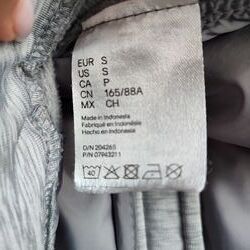 EUR S
US S
CA P
CN 165/88A
MX CH
Made in Indonesia
Fabriqué en Indonésie
Hecho en Indonesia
D/N 204265
P/N 07943211
40